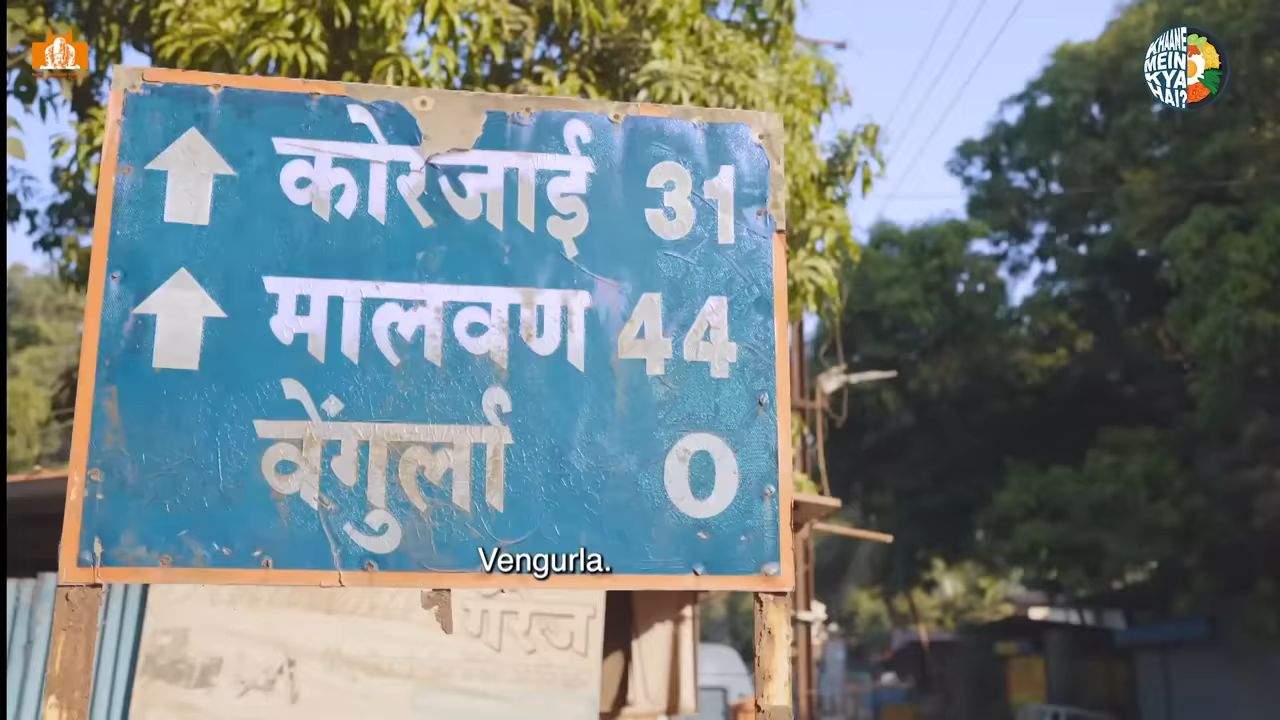 KHAANE
MEIN
KYA
HAI?
कोरजाई 31
मालवण 44
वेंगुर्ला 0
Vengurla.
गॅरेज